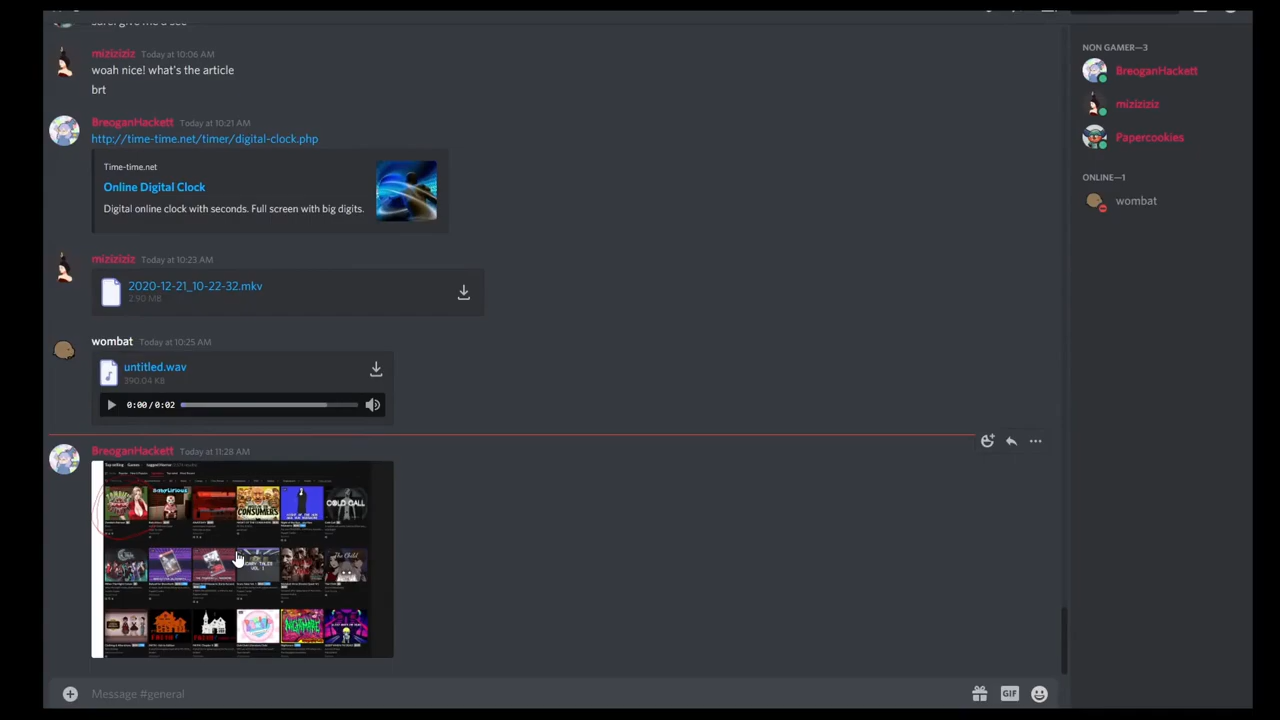 miziziziz Today at 10:06 AM
woah nice! what's the article
brt
BreoganHackett Today at 10:21 AM
http://time-time.net/timer/digital-clock.php
Time-time.net
Online Digital Clock
Digital online clock with seconds. Full screen with big digits.
miziziziz Today at 10:23 AM
2020-12-21_10-22-32.mkv
2.90 MB
wombat Today at 10:25 AM
untitled.wav
390.04 KB
0:00 / 0:02
BreoganHackett Today at 11:28 AM
CONSUMERS
COLD CALL
NIGHTMARE
Message #general
GIF
NON GAMER—3
BreoganHackett
miziziziz
Papercookies
ONLINE—1
wombat